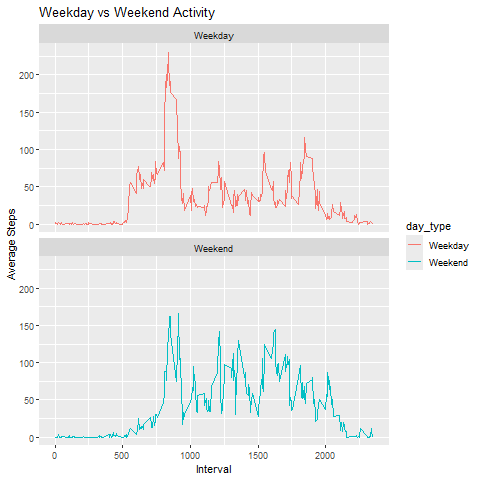 Weekday vs Weekend Activity
Weekday
200
150
100
50
0
Weekend
200
150
100
50
0
Average Steps
0
500
1000
1500
2000
Interval
day_type
Weekday
Weekend